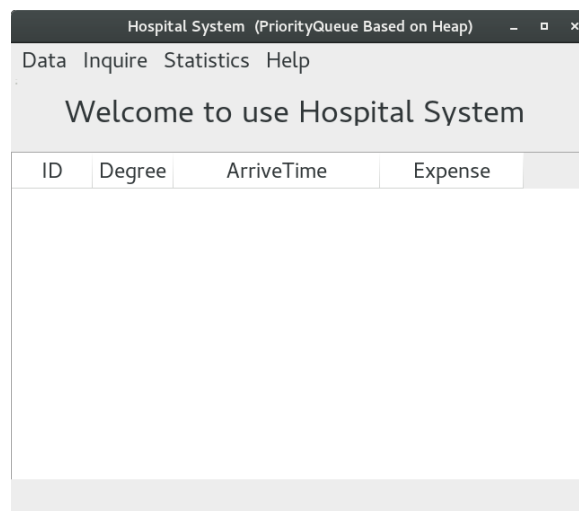 Hospital System (PriorityQueue Based on Heap)
Data Inquire Statistics Help
Welcome to use Hospital System
ID Degree ArriveTime Expense